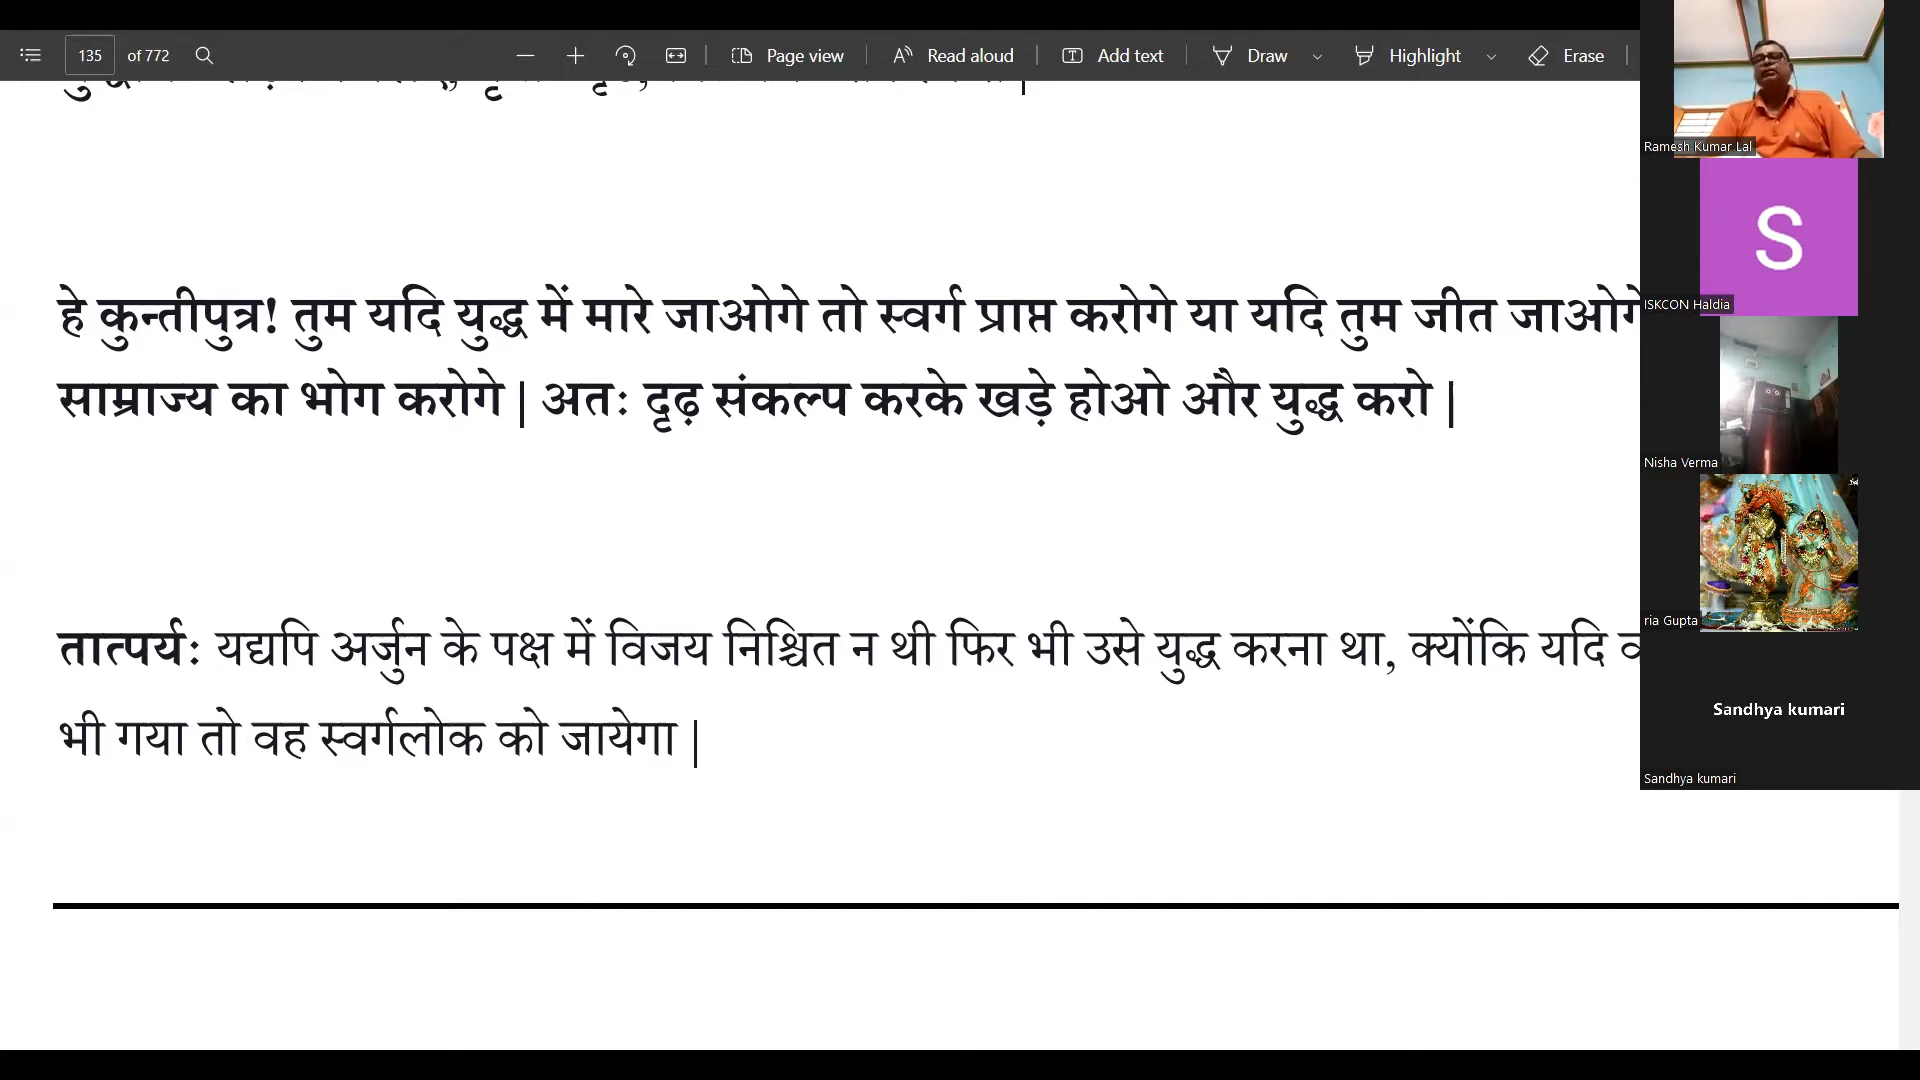 135 of 772 Page view Read aloud Add text Draw Highlight Erase
हे कुन्तीपुत्र! तुम यदि युद्ध में मारे जाओगे तो स्वर्ग प्राप्त करोगे या यदि तुम जीत जाओगे
साम्राज्य का भोग करोगे | अतः दृढ़ संकल्प करके खड़े होओ और युद्ध करो |
तात्पर्यः यद्यपि अर्जुन के पक्ष में विजय निश्चित न थी फिर भी उसे युद्ध करना था, क्योंकि यदि
भी गया तो वह स्वर्गलोक को जायेगा |
Ramesh Kumar Lal
S
ISKCON Haldia
Nisha Verma
ria Gupta
Sandhya kumari
Sandhya kumari